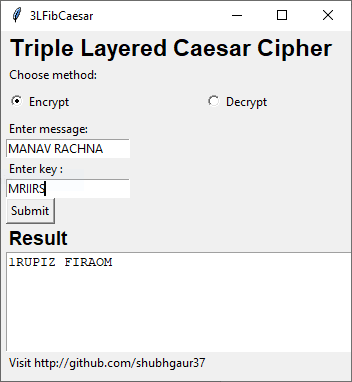 3LFibCaesar
Triple Layered Caesar Cipher
Choose method:
Encrypt Decrypt
Enter message:
MANAV RACHNA
Enter key :
MRIIRS
Submit
Result
lRUPIZ FIRAOM
Visit http://github.com/shubhgaur37